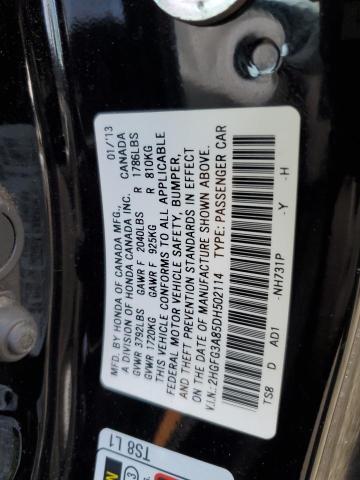 MFD. BY HONDA OF CANADA MFG., 01/'13
A DIVISION OF HONDA CANADA INC. CANADA
GVWR 3792LBS GAWR F 2040LBS R 1786LBS
GVWR 1720KG GAWR F 925KG R 810KG
THIS VEHICLE CONFORMS TO ALL APPLICABLE
FEDERAL MOTOR VEHICLE SAFETY, BUMPER,
AND THEFT PREVENTION STANDARDS IN EFFECT
ON THE DATE OF MANUFACTURE SHOWN ABOVE.
V.I.N.: 2HGFG3A85DH502114 TYPE: PASSENGER CAR
TS8 D AD1 -NH731P -Y -H
TS8 L1